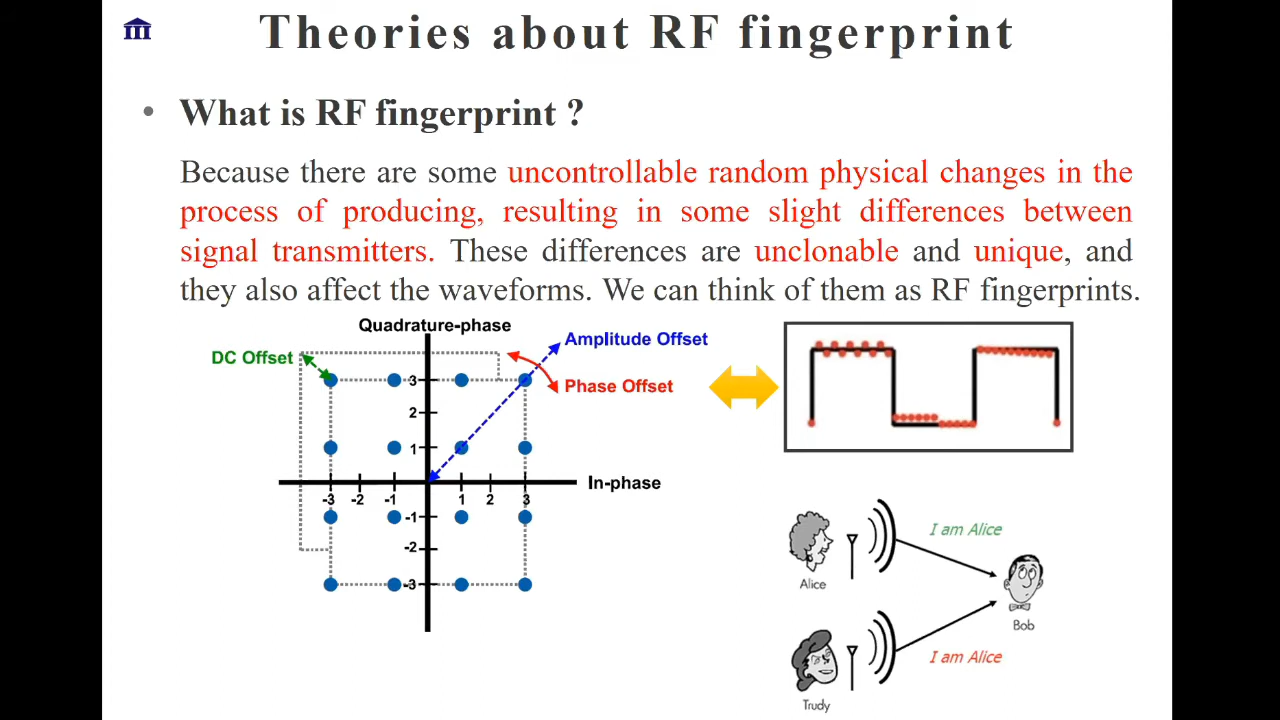 Theories about RF fingerprint
• What is RF fingerprint ?
Because there are some uncontrollable random physical changes in the
process of producing, resulting in some slight differences between
signal transmitters. These differences are unclonable and unique, and
they also affect the waveforms. We can think of them as RF fingerprints.
Quadrature-phase
DC Offset
Amplitude Offset
Phase Offset
3
2
1
In-phase
-3 -2 -1 1 2 3
-1
-2
-3
I am Alice
Alice
Bob
I am Alice
Trudy